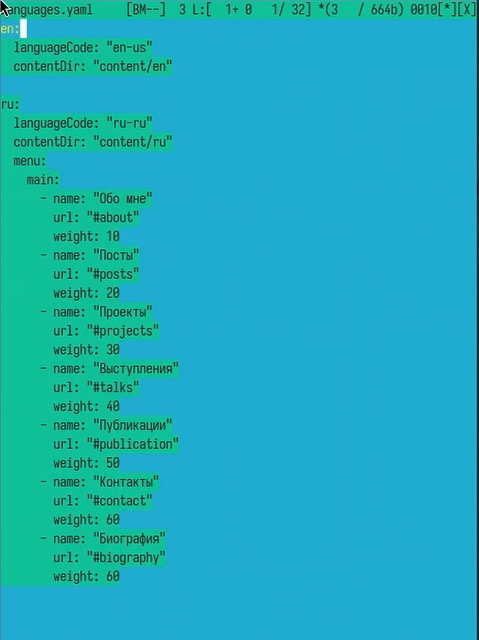 anguages.yaml [BM--] 3 L:[ 1+ 0 1/ 32] *(3 / 664b) 0010[*][X]
en:
  languageCode: "en-us"
  contentDir: "content/en"

ru:
  languageCode: "ru-ru"
  contentDir: "content/ru"
  menu:
    main:
      - name: "Обо мне"
        url: "#about"
        weight: 10
      - name: "Посты"
        url: "#posts"
        weight: 20
      - name: "Проекты"
        url: "#projects"
        weight: 30
      - name: "Выступления"
        url: "#talks"
        weight: 40
      - name: "Публикации"
        url: "#publication"
        weight: 50
      - name: "Контакты"
        url: "#contact"
        weight: 60
      - name: "Биография"
        url: "#biography"
        weight: 60